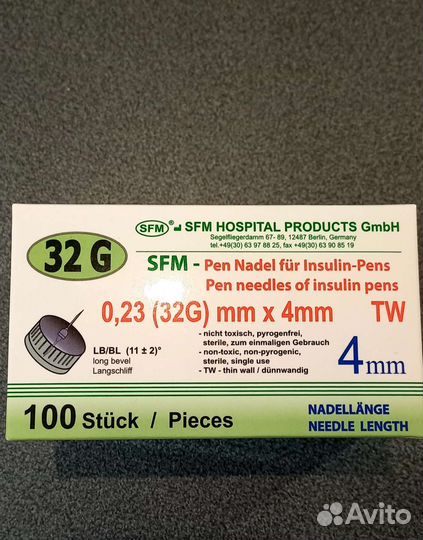 SFM ® SFM HOSPITAL PRODUCTS GmbH
Segelfliegerdamm 67- 89, 12487 Berlin, Germany
tel.+49(30) 63 97 88 25, fax +49(30) 63 90 85 19
32 G
SFM - Pen Nadel für Insulin-Pens
Pen needles of insulin pens
0,23 (32G) mm x 4mm TW
- nicht toxisch, pyrogenfrei,
sterile, zum einmaligen Gebrauch
- non-toxic, non-pyrogenic,
sterile, single use
- TW - thin wall / dünnwandig
LB/BL (11 ± 2)°
long bevel
Langschliff
4mm
100 Stück / Pieces
NADELLÄNGE
NEEDLE LENGTH
Avito